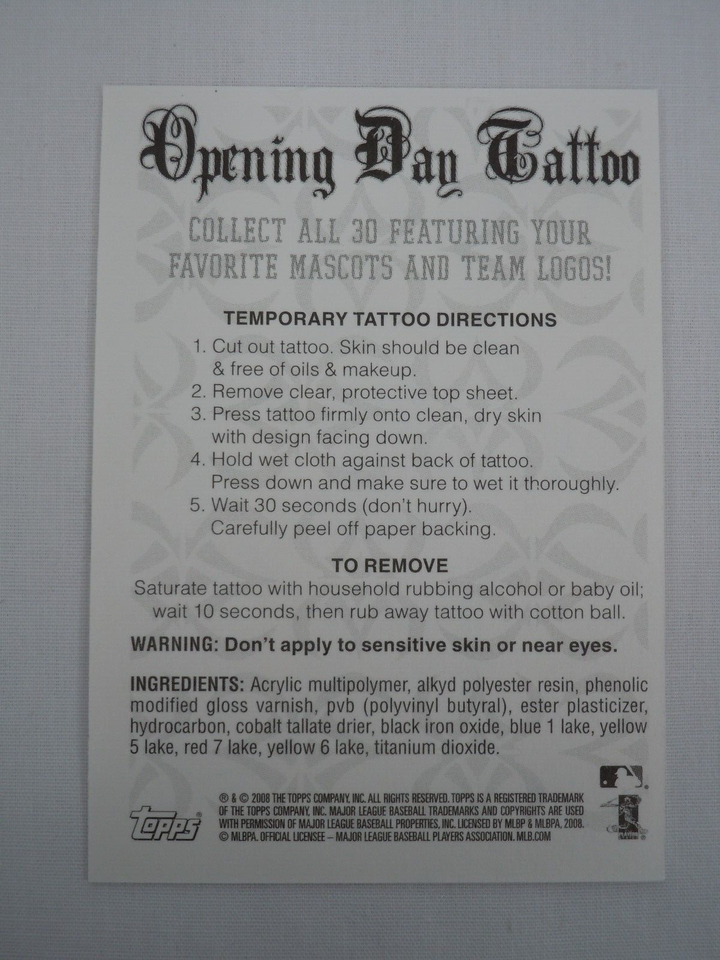 Opening Day Tattoo
COLLECT ALL 30 FEATURING YOUR
FAVORITE MASCOTS AND TEAM LOGOS!
TEMPORARY TATTOO DIRECTIONS
1. Cut out tattoo. Skin should be clean
& free of oils & makeup.
2. Remove clear, protective top sheet.
3. Press tattoo firmly onto clean, dry skin
with design facing down.
4. Hold wet cloth against back of tattoo.
Press down and make sure to wet it thoroughly.
5. Wait 30 seconds (don't hurry).
Carefully peel off paper backing.
TO REMOVE
Saturate tattoo with household rubbing alcohol or baby oil;
wait 10 seconds, then rub away tattoo with cotton ball.
WARNING: Don't apply to sensitive skin or near eyes.
INGREDIENTS: Acrylic multipolymer, alkyd polyester resin, phenolic
modified gloss varnish, pvb (polyvinyl butyral), ester plasticizer,
hydrocarbon, cobalt tallate drier, black iron oxide, blue 1 lake, yellow
5 lake, red 7 lake, yellow 6 lake, titanium dioxide.
Topps®
® & © 2008 THE TOPPS COMPANY, INC. ALL RIGHTS RESERVED. TOPPS IS A REGISTERED TRADEMARK
OF THE TOPPS COMPANY, INC. MAJOR LEAGUE BASEBALL TRADEMARKS AND COPYRIGHTS ARE USED
WITH PERMISSION OF MAJOR LEAGUE BASEBALL PROPERTIES, INC. LICENSED BY MLBP & MLBPA, 2008.
© MLBPA. OFFICIAL LICENSEE – MAJOR LEAGUE BASEBALL PLAYERS ASSOCIATION. MLB.COM